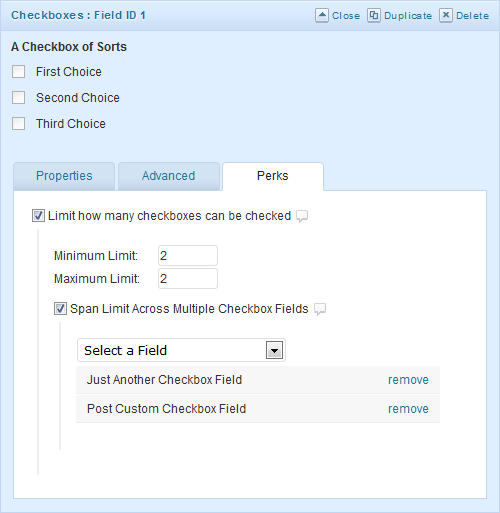 Checkboxes : Field ID 1 Close Duplicate Delete
A Checkbox of Sorts
First Choice
Second Choice
Third Choice
Properties Advanced Perks
Limit how many checkboxes can be checked
Minimum Limit: 2
Maximum Limit: 2
Span Limit Across Multiple Checkbox Fields
Select a Field
Just Another Checkbox Field remove
Post Custom Checkbox Field remove